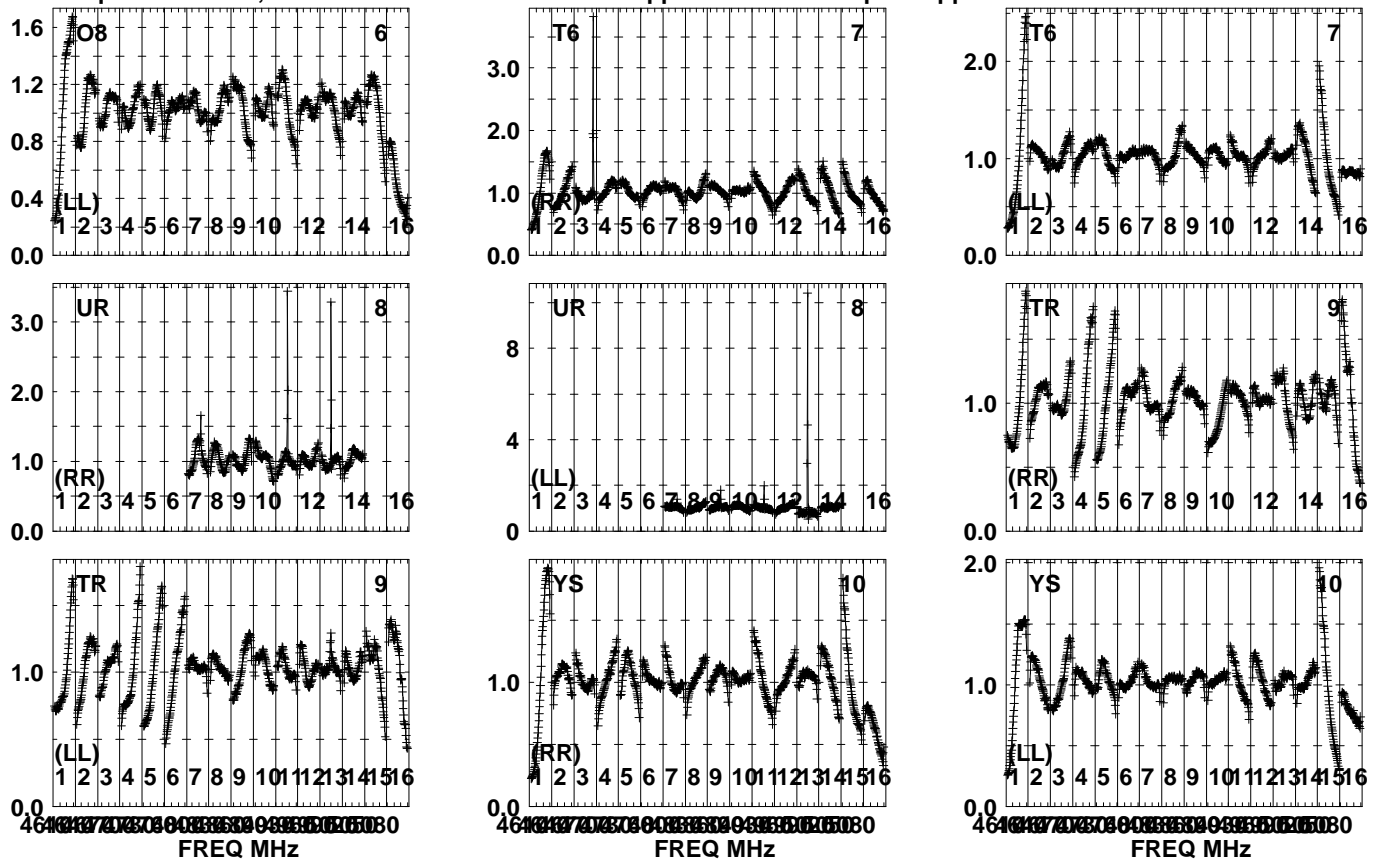 1.6 O8 6
1.2
0.8
0.4 (LL)
1 2 3 4 5 6 7 8 9 10 12 14 16
0.0
T6 7
3.0
2.0
1.0 (RR)
1 2 3 4 5 6 7 8 9 10 12 14 16
0.0
T6 7
2.0
1.0
(LL)
1 2 3 4 5 6 7 8 9 10 12 14 16
0.0
UR 8
3.0
2.0
1.0
(RR)
1 2 3 4 5 6 7 8 9 10 12 14 16
0.0
UR 8
8
4
(LL)
1 2 3 4 5 6 7 8 9 10 12 14 16
0
TR 9
1.0
(RR)
1 2 3 4 5 6 7 8 9 10 12 14 16
0.0
TR 9
1.0
(LL)
1 2 3 4 5 6 7 8 9 10 11 12 13 14 15 16
0.0
FREQ MHz
YS 10
1.0
(RR)
1 2 3 4 5 6 7 8 9 10 11 12 13 14 15 16
0.0
FREQ MHz
2.0 YS 10
1.0
(LL)
1 2 3 4 5 6 7 8 9 10 11 12 13 14 15 16
0.0
FREQ MHz